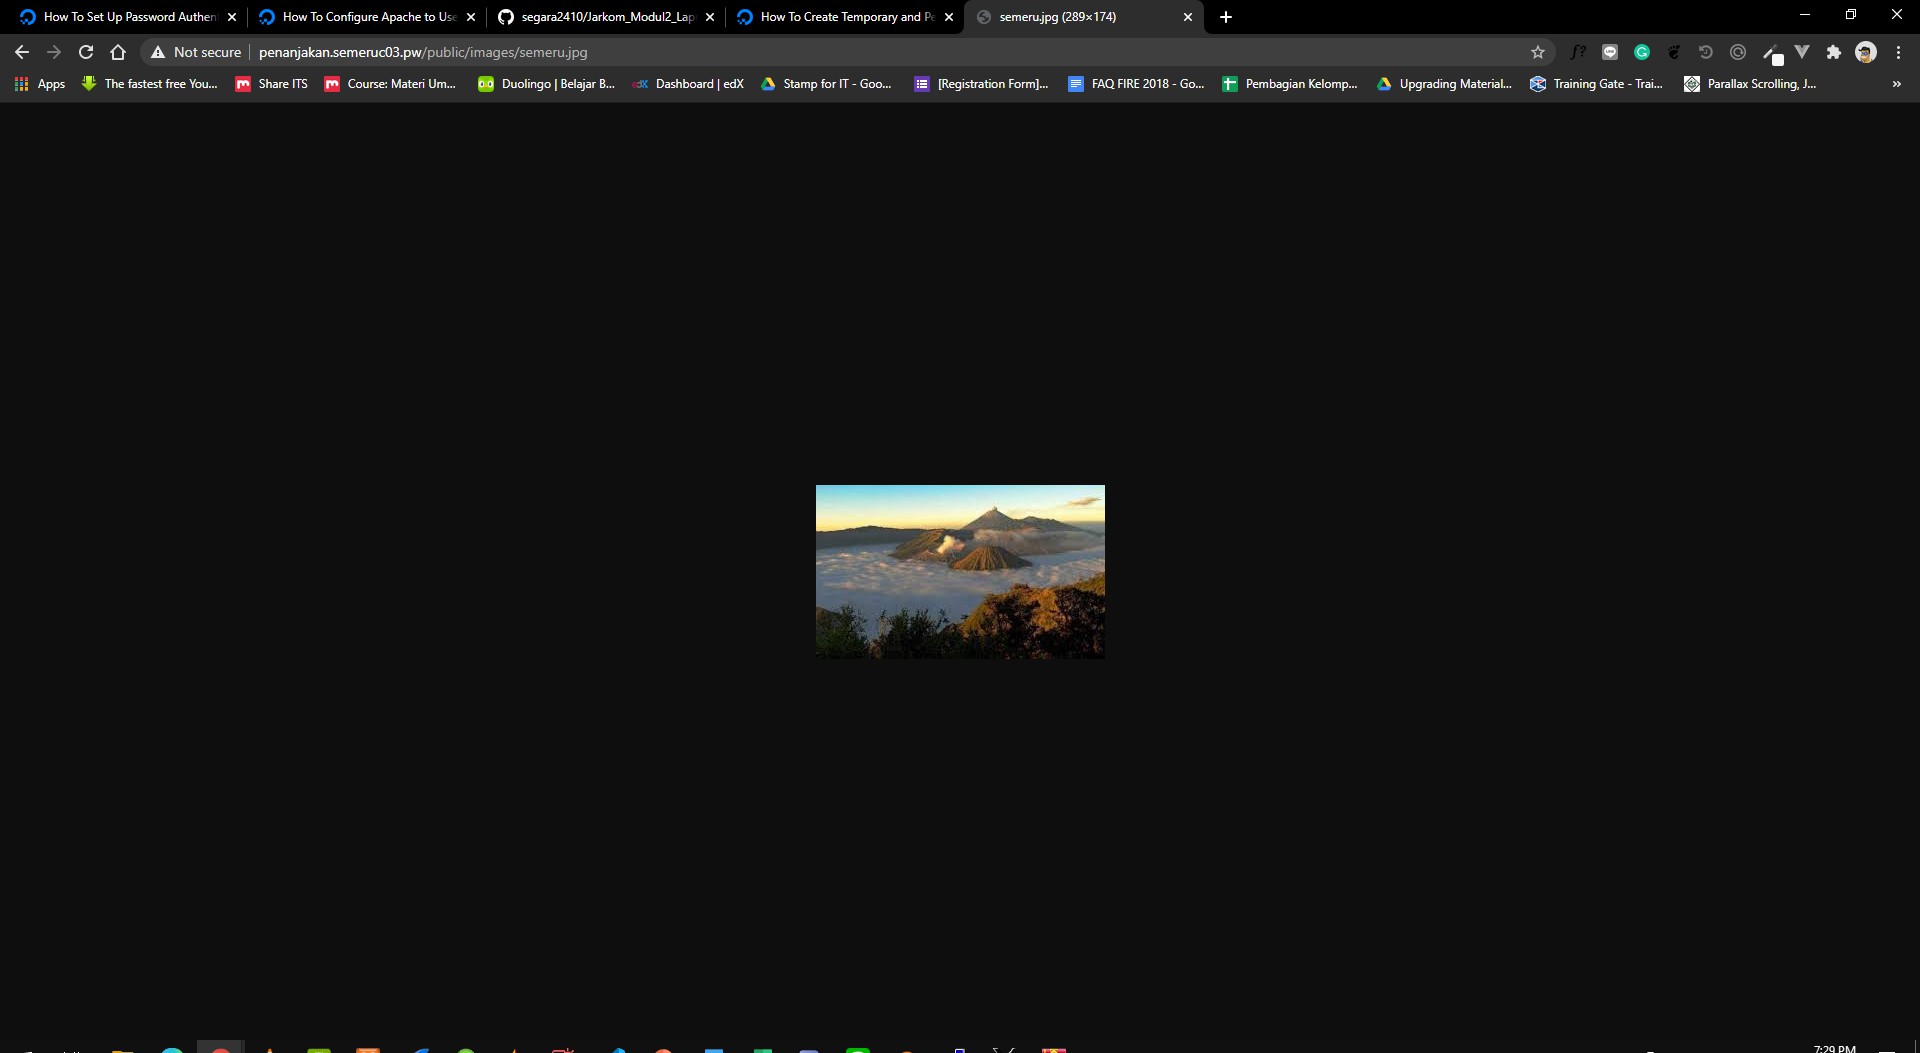 How To Set Up Password Authen
How To Configure Apache to Use
segara2410/Jarkom_Modul2_Lap
How To Create Temporary and Pe
semeru.jpg (289×174)
Not secure
penanjakan.semeruc03.pw/public/images/semeru.jpg
Apps
The fastest free You...
Share ITS
Course: Materi Um...
Duolingo | Belajar B...
edX
Dashboard | edX
Stamp for IT - Goo...
[Registration Form]...
FAQ FIRE 2018 - Go...
Pembagian Kelomp...
Upgrading Material...
Training Gate - Trai...
Parallax Scrolling, J...
»
7:29 PM